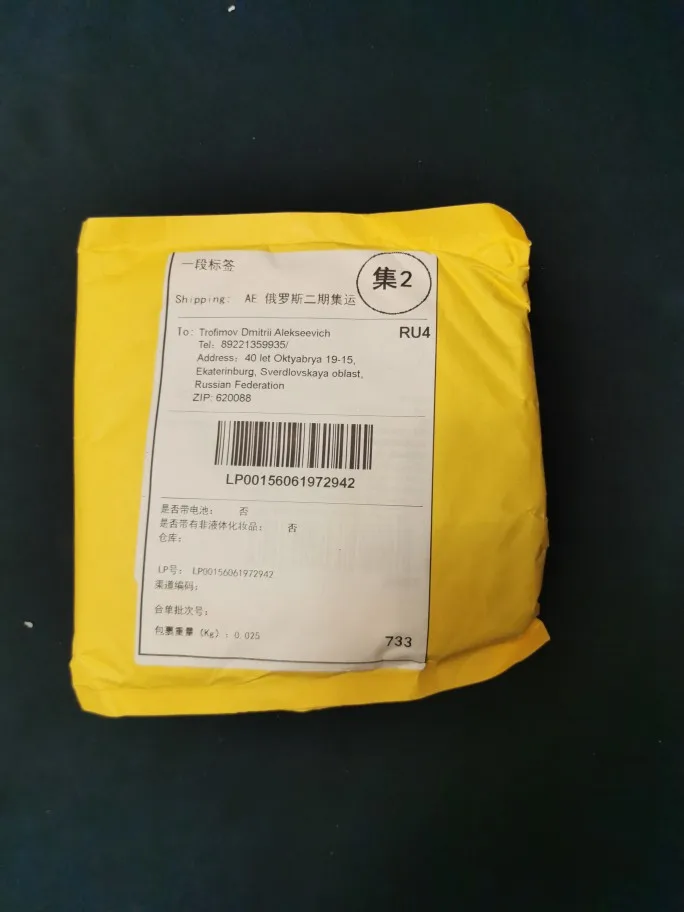 一段标签
集2
Shipping: AE 俄罗斯二期集运
To: Trofimov Dmitrii Alekseevich
RU4
Tel: 89221359935/
Address: 40 let Oktyabrya 19-15,
Ekaterinburg, Sverdlovskaya oblast,
Russian Federation
ZIP: 620088
LP00156061972942
是否带电池: 否
是否带有非液体化妆品: 否
仓库:
LP号: LP00156061972942
渠道编码:
合单批次号:
包裹重量 (Kg) : 0.025
733